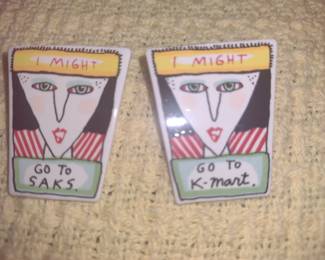 I MIGHT
GO TO
SAKS.
I MIGHT
GO TO
K-mart.